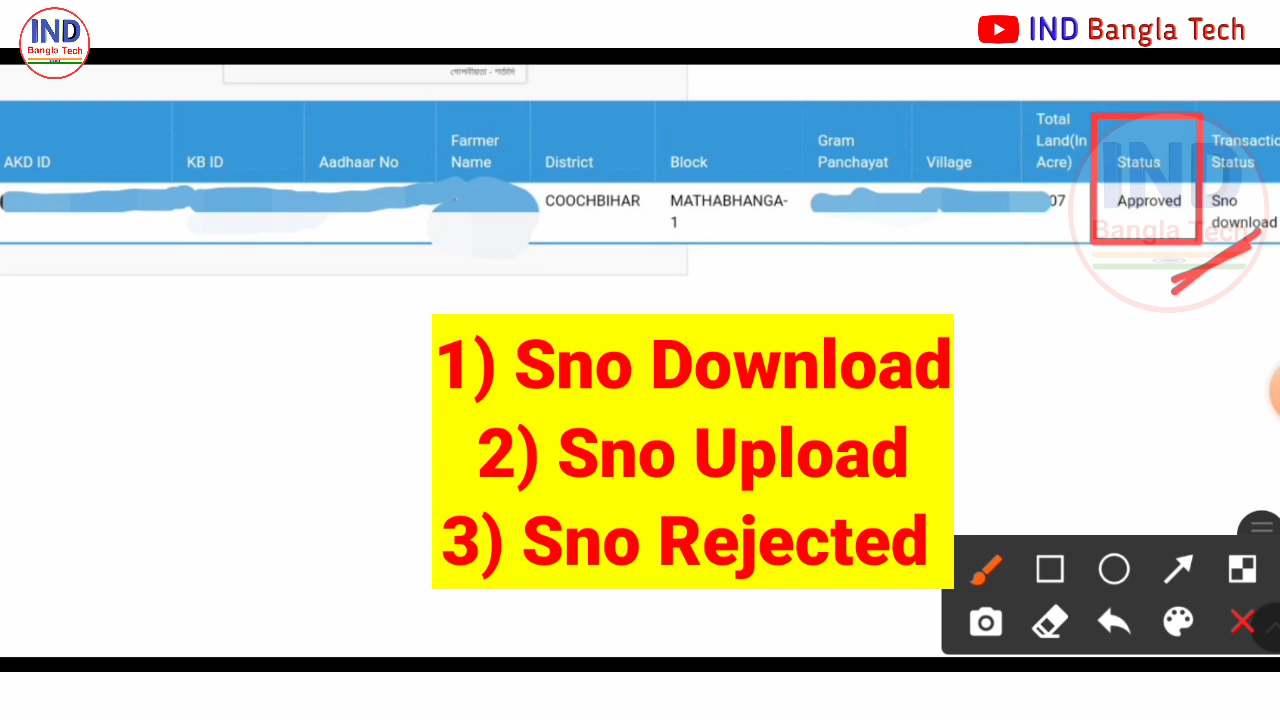 IND
Bangla Tech
IND Bangla Tech
গোপনীয়তা - শর্তাদি
AKD ID
KB ID
Aadhaar No
Farmer
Name
District
Block
Gram
Panchayat
Village
Total
Land(In
Acre)
Status
Transactio
Status
COOCHBIHAR
MATHABHANGA-
1
07
Approved
Sno
download
IND
Bangla Tech
1) Sno Download
2) Sno Upload
3) Sno Rejected